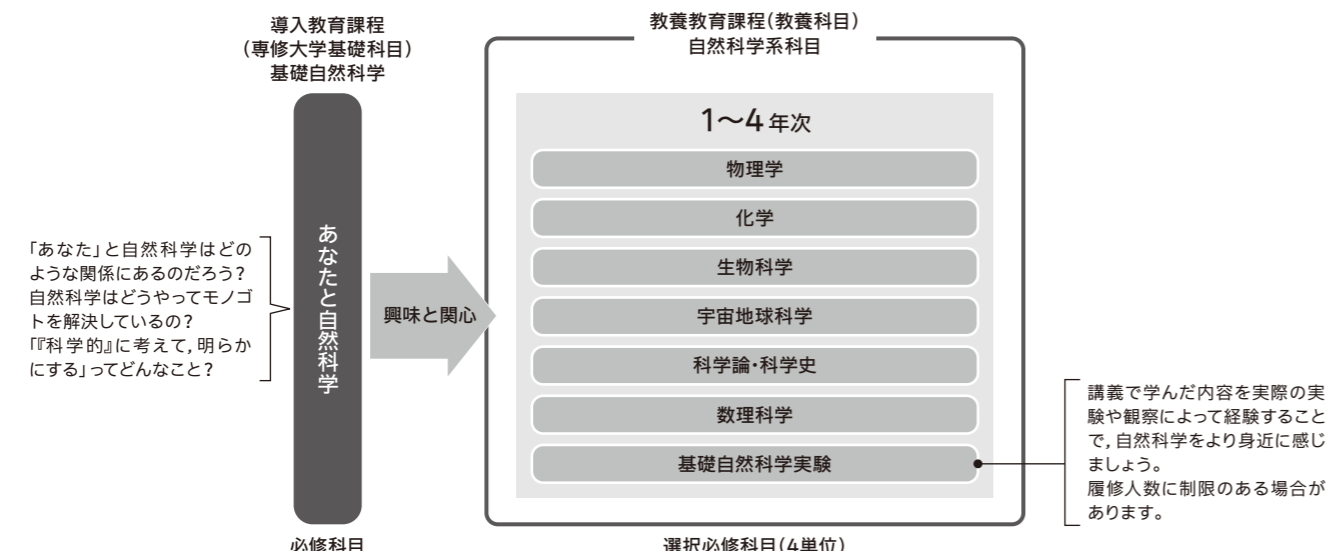 導入教育課程
（専修大学基礎科目）
基礎自然科学
あなたと自然科学
必修科目
「あなた」と自然科学はどの
ような関係にあるのだろう？
自然科学はどうやってモノゴ
トを解決しているの？
「『科学的』に考えて，明らか
にする」ってどんなこと？
興味と関心
教養教育課程（教養科目）
自然科学系科目
1～4 年次
物理学
化学
生物科学
宇宙地球科学
科学論・科学史
数理科学
基礎自然科学実験
選択必修科目（4単位）
講義で学んだ内容を実際の実
験や観察によって経験すること
で，自然科学をより身近に感じ
ましょう。
履修人数に制限のある場合が
あります。